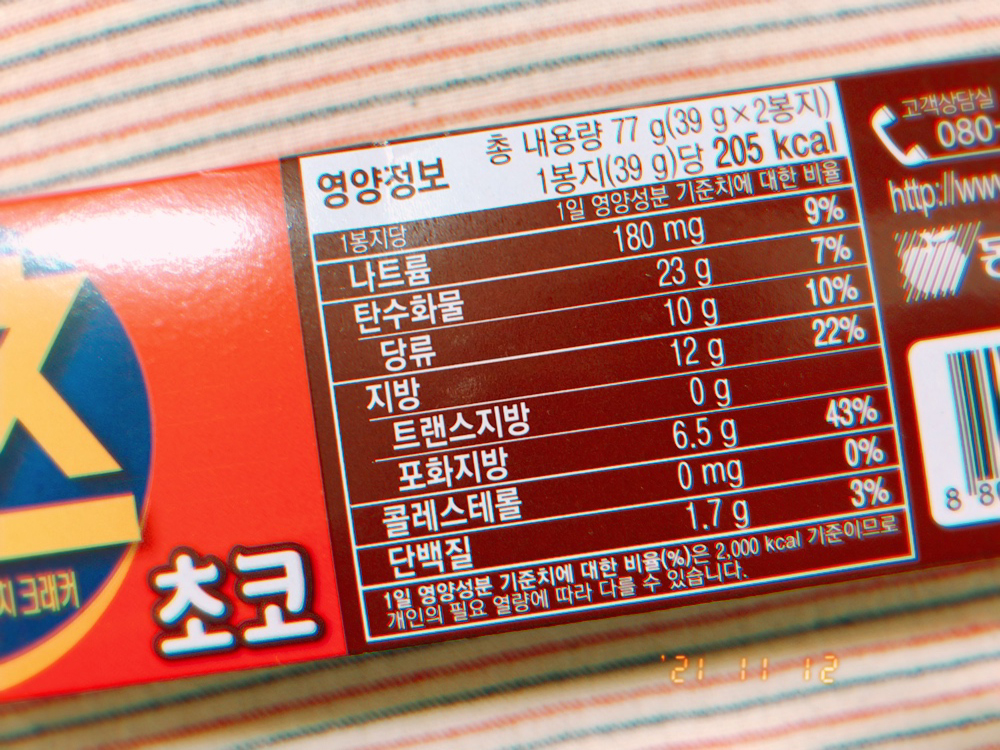 영양정보
총 내용량 77 g(39 g×2봉지)
1봉지(39 g)당 205 kcal
1봉지당 1일 영양성분 기준치에 대한 비율
나트륨 180 mg 9%
탄수화물 23 g 7%
당류 10 g 10%
지방 12 g 22%
트랜스지방 0 g
포화지방 6.5 g 43%
콜레스테롤 0 mg 0%
단백질 1.7 g 3%
1일 영양성분 기준치에 대한 비율(%)은 2,000 kcal 기준이므로
개인의 필요 열량에 따라 다를 수 있습니다.
초코
크래커
고객상담실
080-
http://www
8 8
'21 11 12